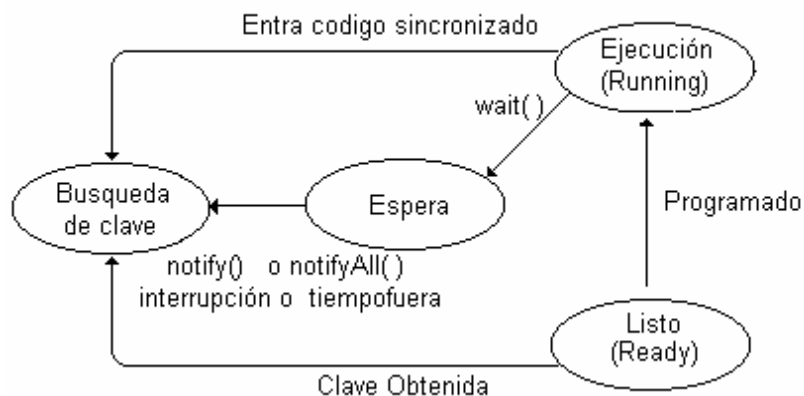 Entra codigo sincronizado
Ejecución
(Running)
wait( )
Busqueda
de clave
Espera
Programado
notify() o notifyAll( )
interrupción o tiempofuera
Listo
(Ready)
Clave Obtenida